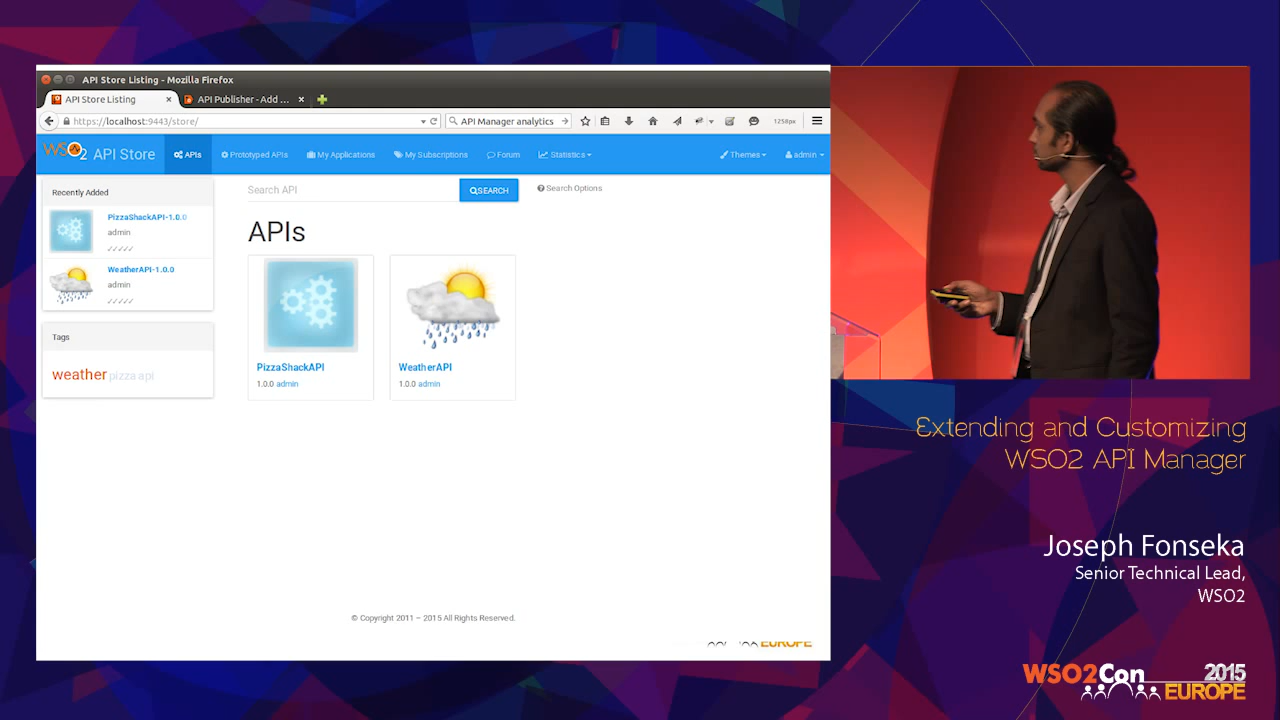 API Store Listing - Mozilla Firefox
API Store Listing
API Publisher - Add ...
https://localhost:9443/store/
API Manager analytics
1258px
WSO2 API Store
APIs
Prototyped APIs
My Applications
My Subscriptions
Forum
Statistics
Themes
admin
Recently Added
PizzaShackAPI-1.0.0
admin
WeatherAPI-1.0.0
admin
Tags
weather pizza api
Search API
SEARCH
Search Options
APIs
PizzaShackAPI
1.0.0 admin
WeatherAPI
1.0.0 admin
© Copyright 2011 – 2015 All Rights Reserved.
EUROPE
Extending and Customizing
WSO2 API Manager
Joseph Fonseka
Senior Technical Lead,
WSO2
WSO2Con 2015
EUROPE